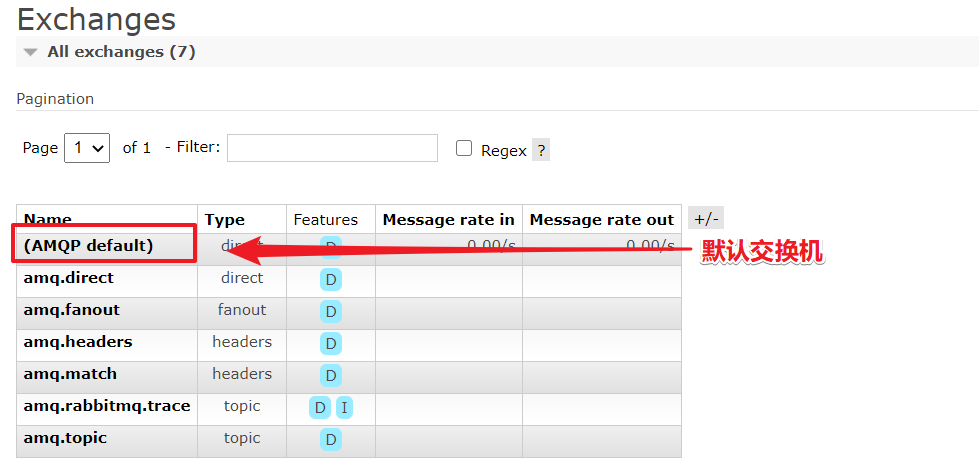 Exchanges
All exchanges (7)
Pagination
Page 1 of 1 - Filter: Regex ?
Name Type Features Message rate in Message rate out +/-
(AMQP default) direct D 0.00/s 0.00/s
默认交换机
amq.direct direct D
amq.fanout fanout D
amq.headers headers D
amq.match headers D
amq.rabbitmq.trace topic D I
amq.topic topic D